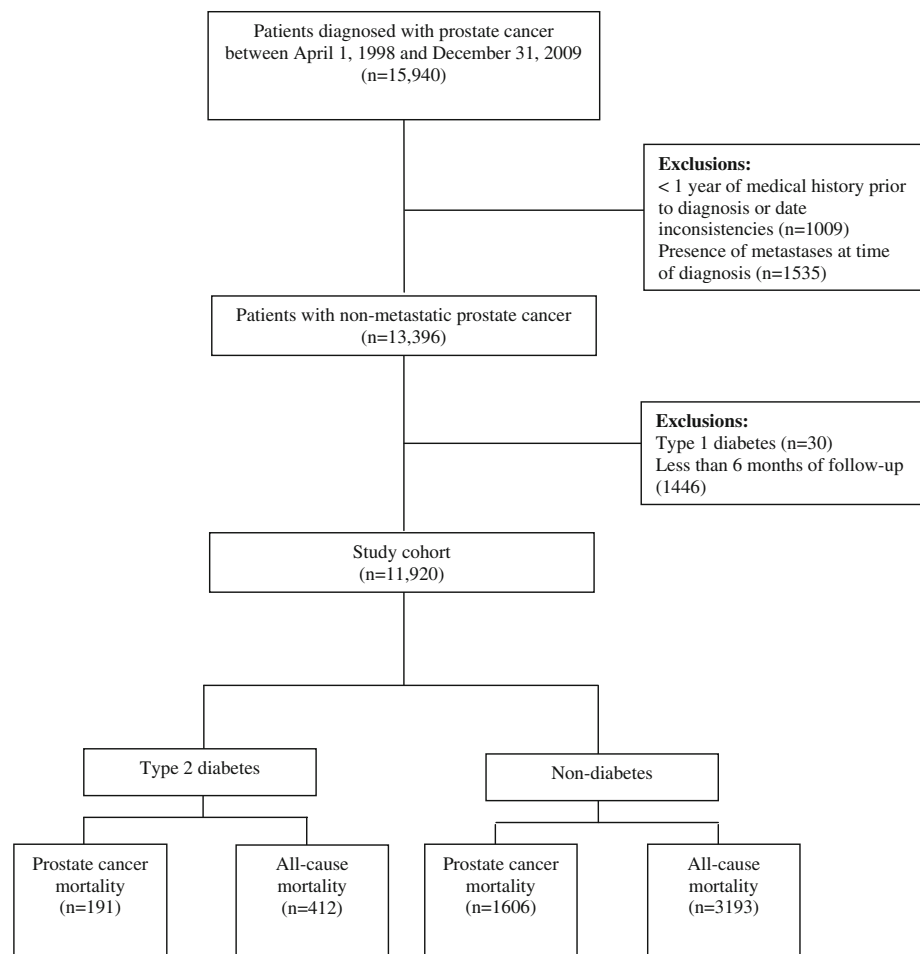 Patients diagnosed with prostate cancer
between April 1, 1998 and December 31, 2009
(n=15,940)
Exclusions:
< 1 year of medical history prior
to diagnosis or date
inconsistencies (n=1009)
Presence of metastases at time
of diagnosis (n=1535)
Patients with non-metastatic prostate cancer
(n=13,396)
Exclusions:
Type 1 diabetes (n=30)
Less than 6 months of follow-up
(1446)
Study cohort
(n=11,920)
Type 2 diabetes
Non-diabetes
Prostate cancer
mortality
(n=191)
All-cause
mortality
(n=412)
Prostate cancer
mortality
(n=1606)
All-cause
mortality
(n=3193)